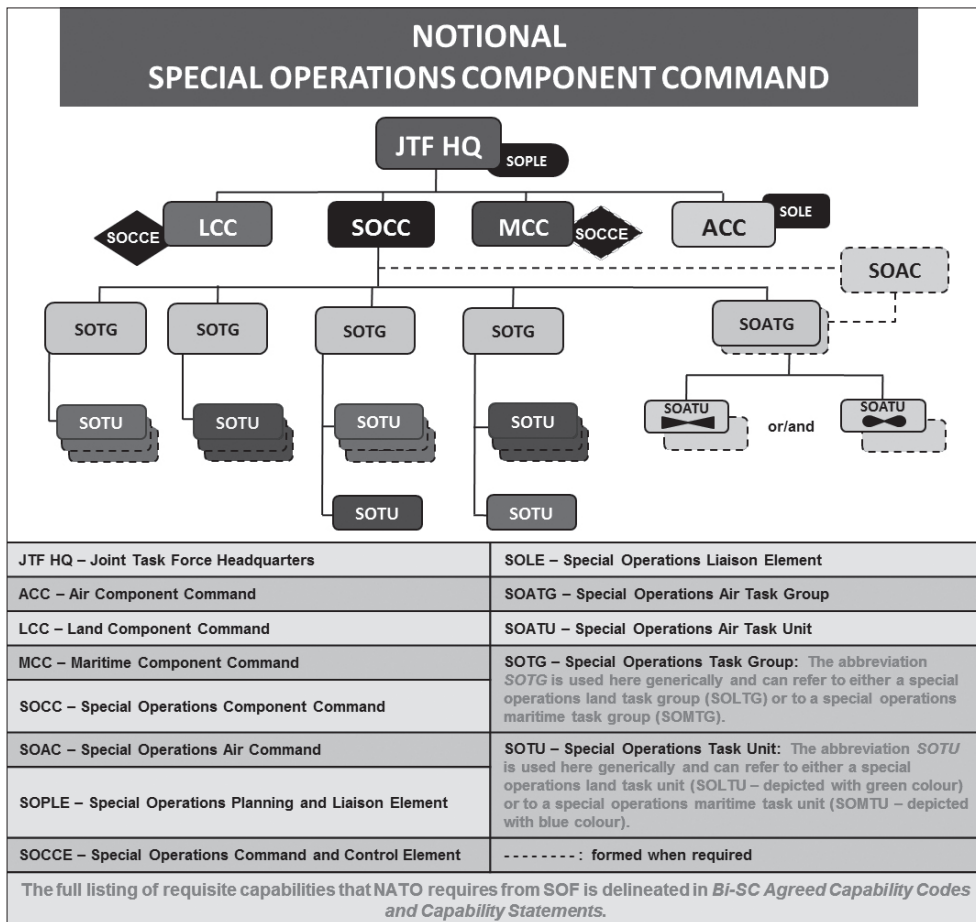 NOTIONAL
SPECIAL OPERATIONS COMPONENT COMMAND
JTF HQ
SOPLE
SOCCE
LCC
SOCC
MCC
SOCCE
ACC
SOLE
SOAC
SOTG
SOTG
SOTG
SOTG
SOATG
SOTU
SOTU
SOTU
SOTU
SOATU
or/and
SOATU
SOTU
SOTU
JTF HQ – Joint Task Force Headquarters
ACC – Air Component Command
LCC – Land Component Command
MCC – Maritime Component Command
SOCC – Special Operations Component Command
SOAC – Special Operations Air Command
SOPLE – Special Operations Planning and Liaison Element
SOCCE – Special Operations Command and Control Element
SOLE – Special Operations Liaison Element
SOATG – Special Operations Air Task Group
SOATU – Special Operations Air Task Unit
SOTG – Special Operations Task Group: The abbreviation
SOTG is used here generically and can refer to either a special
operations land task group (SOLTG) or to a special operations
maritime task group (SOMTG).
SOTU – Special Operations Task Unit: The abbreviation SOTU
is used here generically and can refer to either a special
operations land task unit (SOLTU – depicted with green colour)
or to a special operations maritime task unit (SOMTU – depicted
with blue colour).
- - - - - - - - : formed when required
The full listing of requisite capabilities that NATO requires from SOF is delineated in Bi-SC Agreed Capability Codes
and Capability Statements.